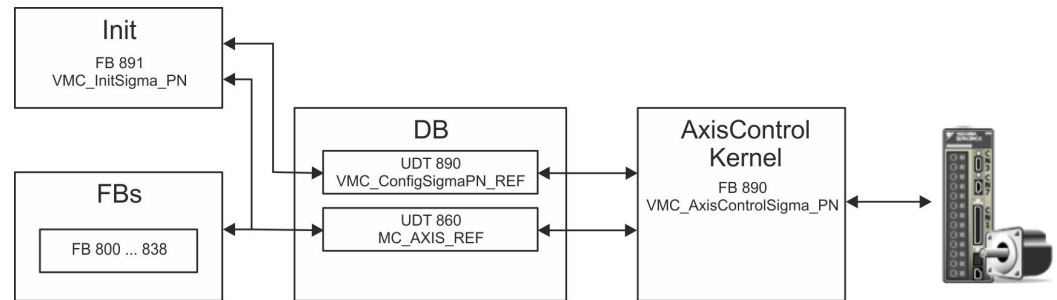 Init
FB 891
VMC_InitSigma_PN
FBs
FB 800 ... 838
DB
UDT 890
VMC_ConfigSigmaPN_REF
UDT 860
MC_AXIS_REF
AxisControl
Kernel
FB 890
VMC_AxisControlSigma_PN